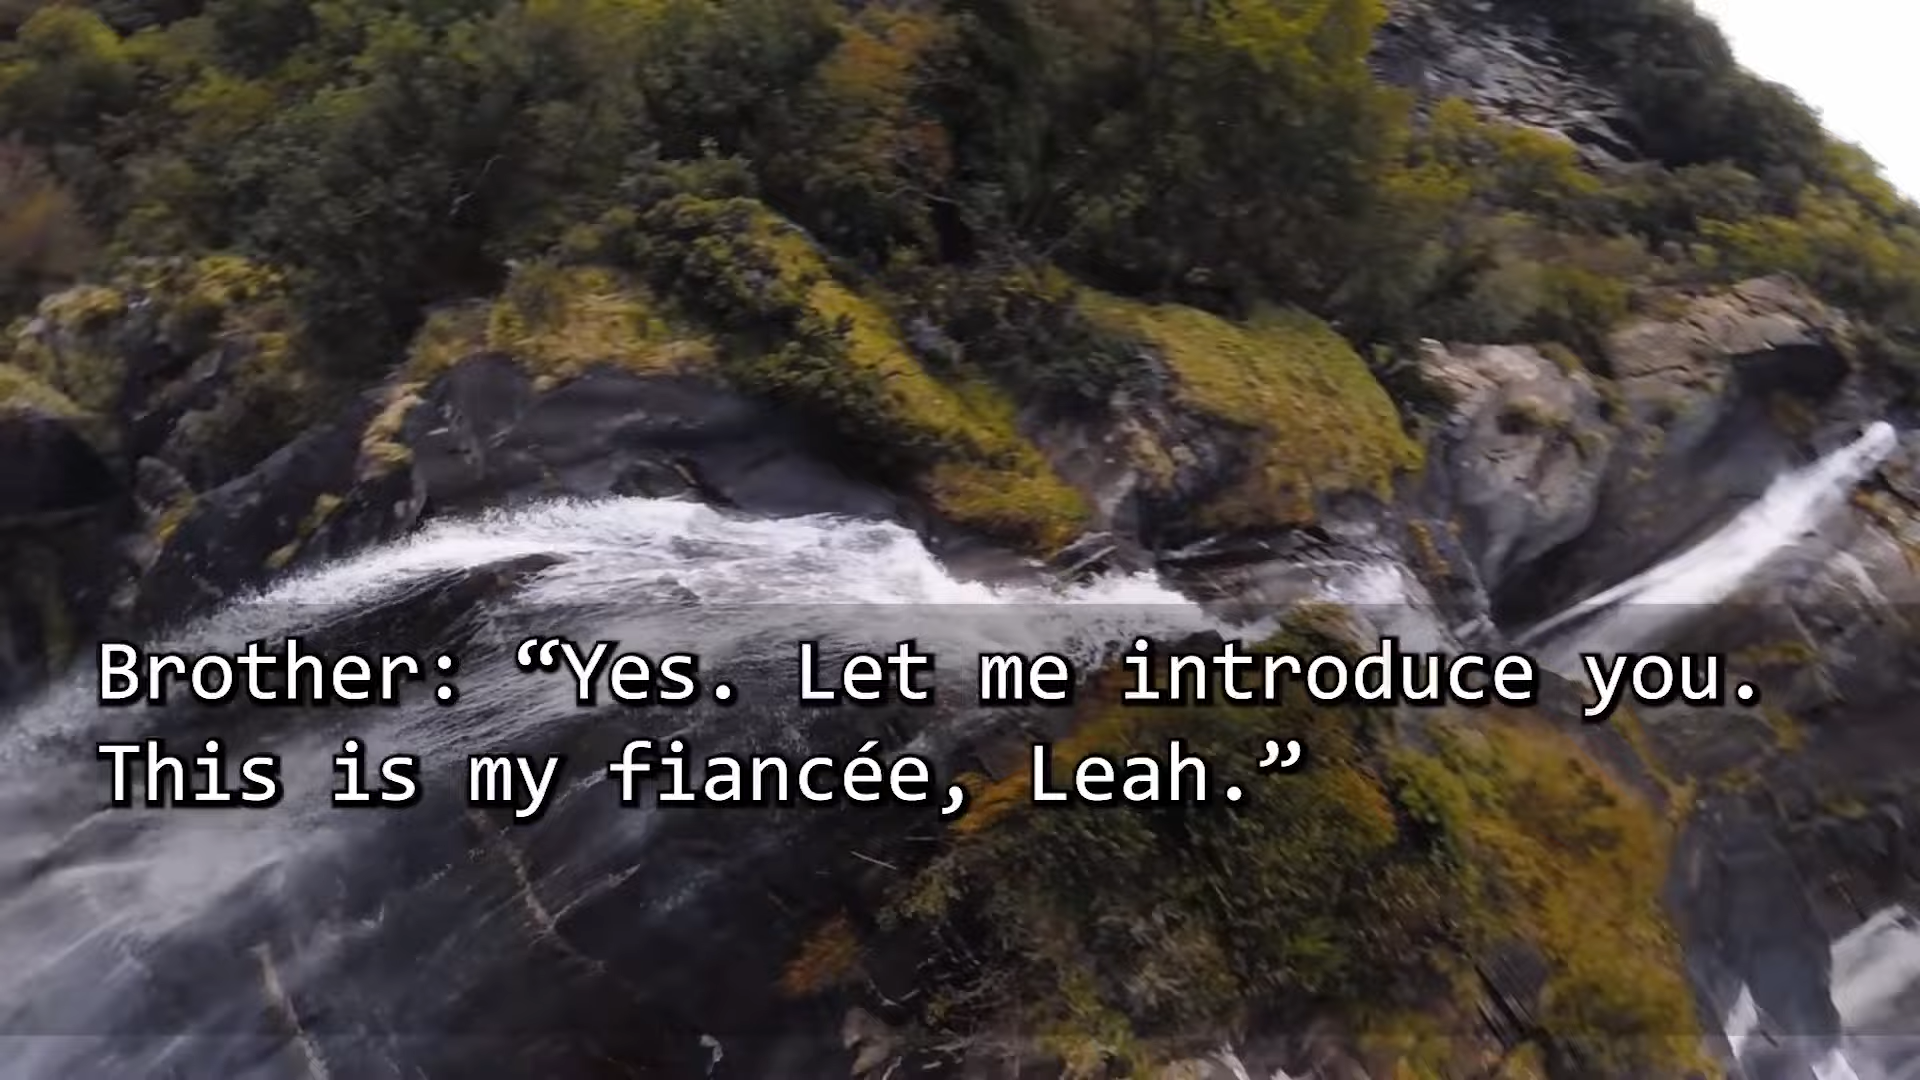 Brother: “Yes. Let me introduce you.
This is my fiancée, Leah.”